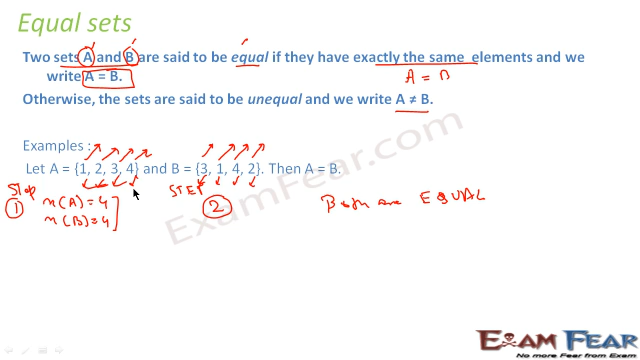 Equal sets
Two sets A and B are said to be equal if they have exactly the same elements and we
write A = B.
A = B
Otherwise, the sets are said to be unequal and we write A ≠ B.
Examples :
Let A = {1, 2, 3, 4} and B = {3, 1, 4, 2}. Then A = B.
Step
1
n(A) = 4
n(B) = 4
STEP
2
Both are EQUAL
ExamFear.com
EXAM FEAR
No more Fear from Exam